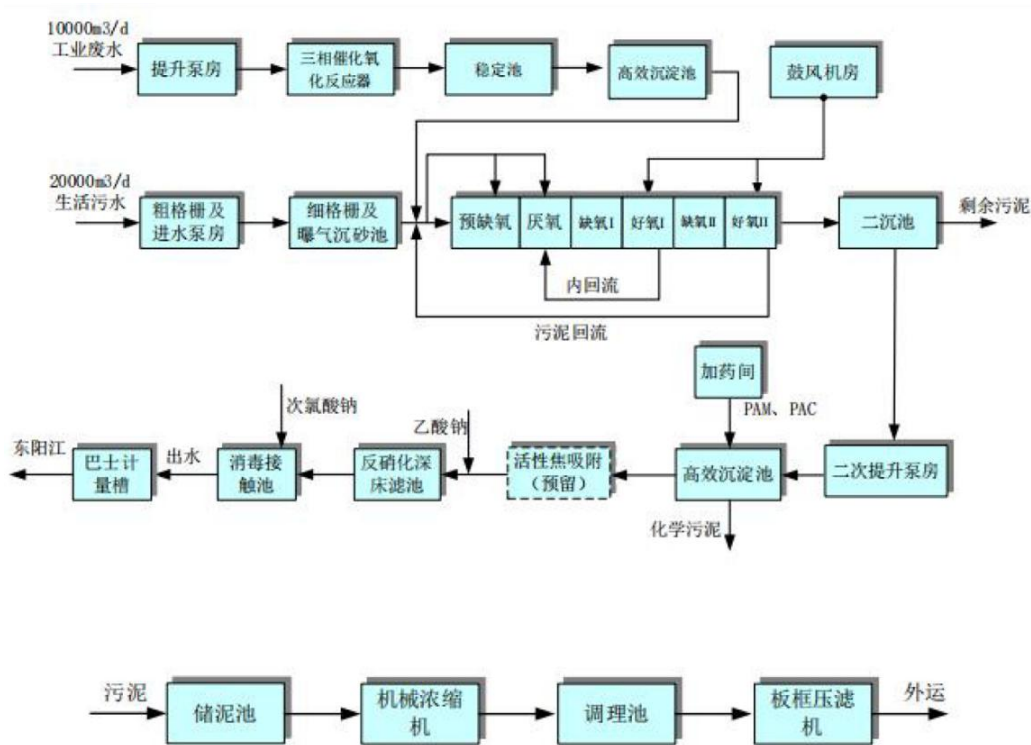 10000m3/d
工业废水
提升泵房
三相催化氧
化反应器
稳定池
高效沉淀池
鼓风机房
20000m3/d
生活污水
粗格栅及
进水泵房
细格栅及
曝气沉砂池
预缺氧
厌氧
缺氧I
好氧I
缺氧II
好氧II
二沉池
剩余污泥
内回流
污泥回流
加药间
PAM、PAC
次氯酸钠
乙酸钠
东阳江
巴士计
量槽
出水
消毒接
触池
反硝化深
床滤池
活性焦吸附
（预留）
高效沉淀池
二次提升泵房
化学污泥
污泥
储泥池
机械浓缩
机
调理池
板框压滤
机
外运